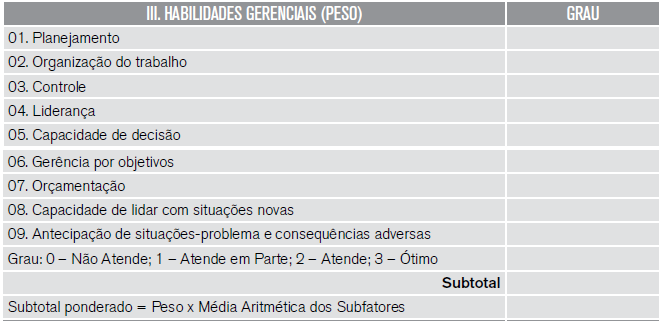 III. HABILIDADES GERENCIAIS (PESO) GRAU
01. Planejamento
02. Organização do trabalho
03. Controle
04. Liderança
05. Capacidade de decisão
06. Gerência por objetivos
07. Orçamentação
08. Capacidade de lidar com situações novas
09. Antecipação de situações-problema e consequências adversas
Grau: 0 – Não Atende; 1 – Atende em Parte; 2 – Atende; 3 – Ótimo
Subtotal
Subtotal ponderado = Peso x Média Aritmética dos Subfatores